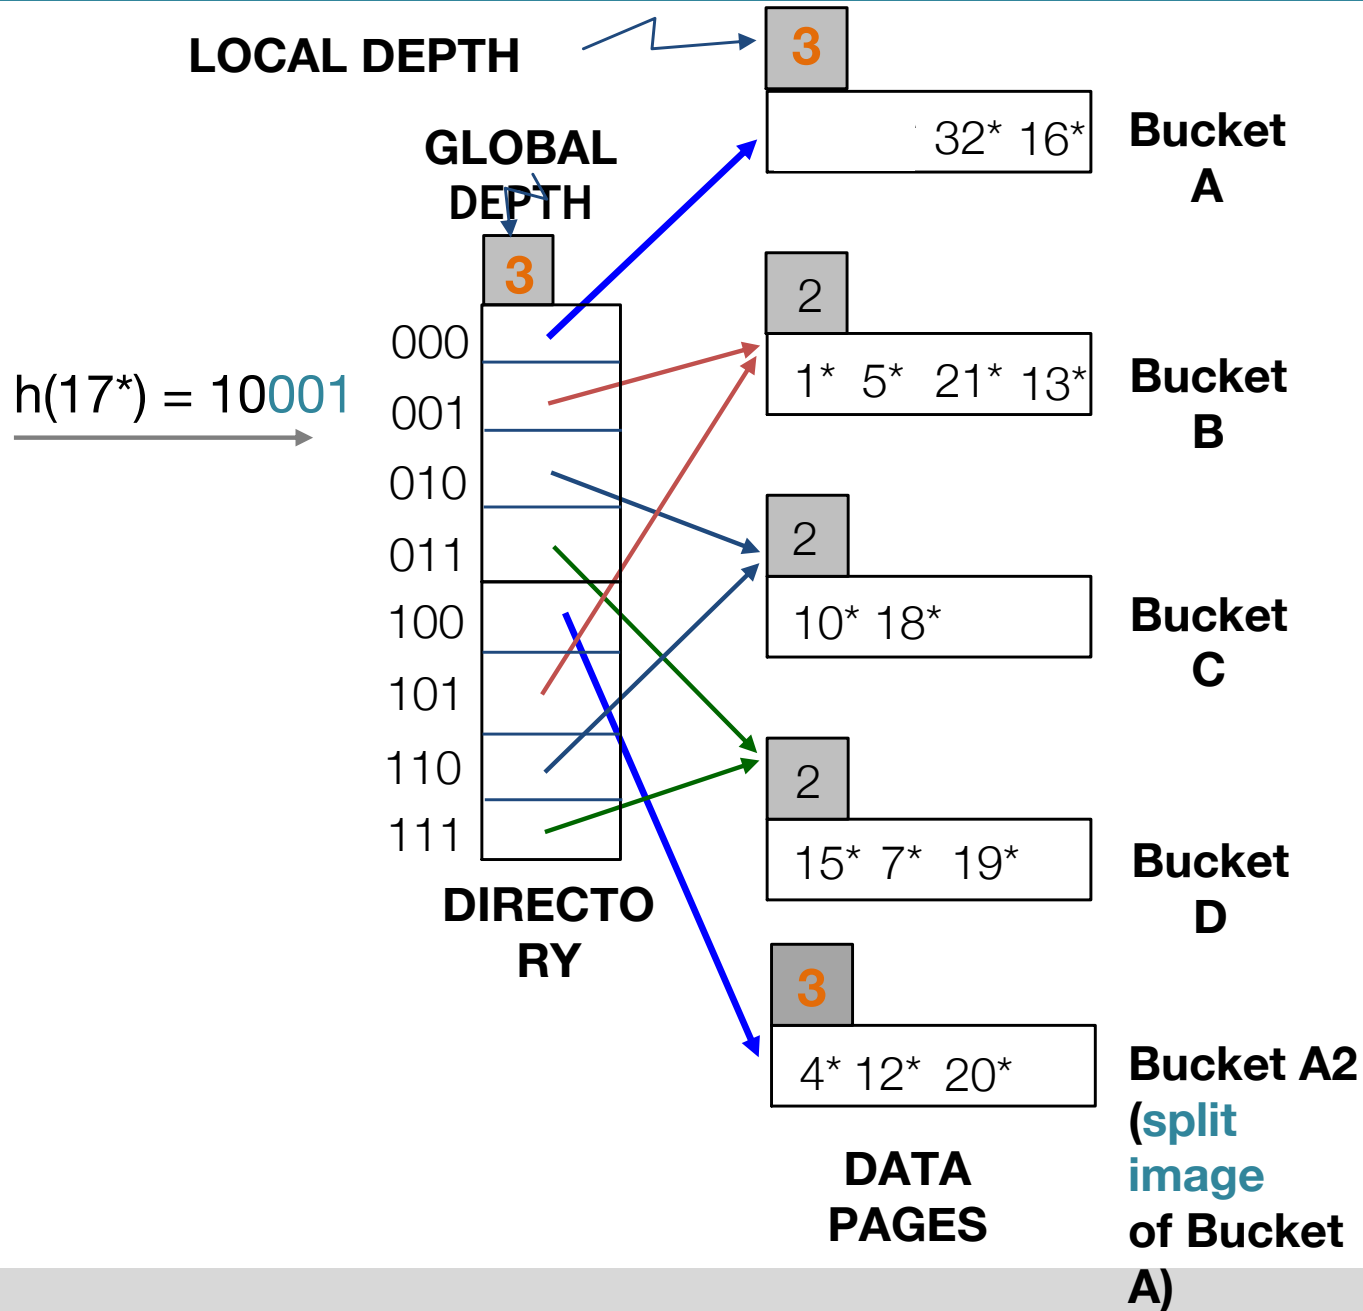 LOCAL DEPTH
3
32* 16*
Bucket
A
GLOBAL
DEPTH
3
2
1* 5* 21* 13*
Bucket
B
h(17*) = 10001
000
001
010
011
100
101
110
111
DIRECTO
RY
2
10* 18*
Bucket
C
2
15* 7* 19*
Bucket
D
3
4* 12* 20*
Bucket A2
(split
image
of Bucket
A)
DATA
PAGES